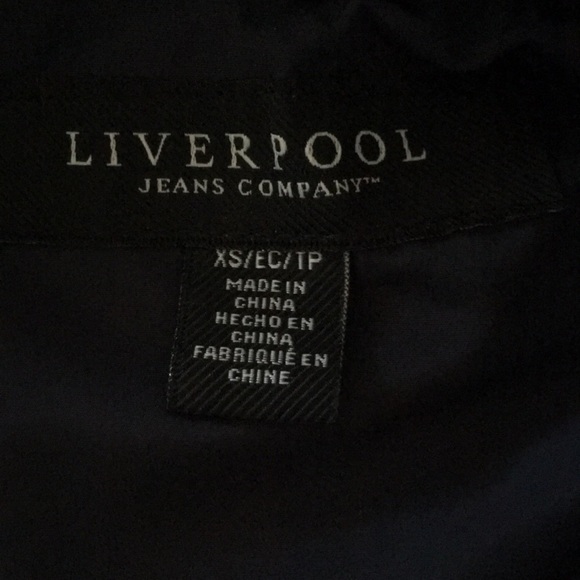 LIVERPOOL
JEANS COMPANY™
XS/EC/TP
MADE IN
CHINA
HECHO EN
CHINA
FABRIQUÉ EN
CHINE